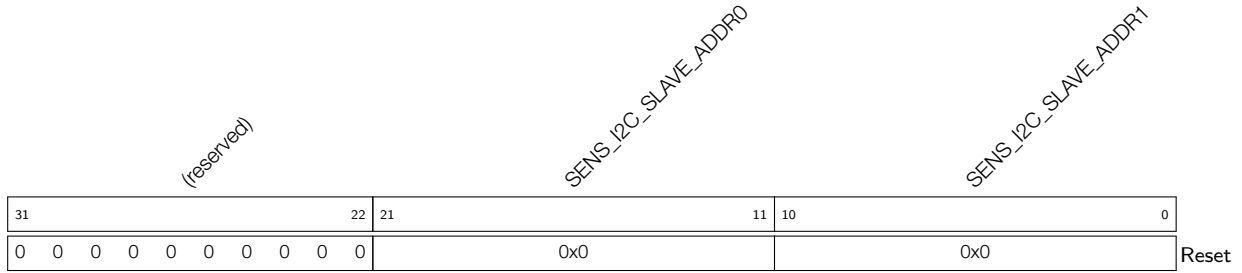 (reserved)
SENS_I2C_SLAVE_ADDR0
SENS_I2C_SLAVE_ADDR1
31 22 21 11 10 0
0 0 0 0 0 0 0 0 0 0 0x0 0x0 Reset